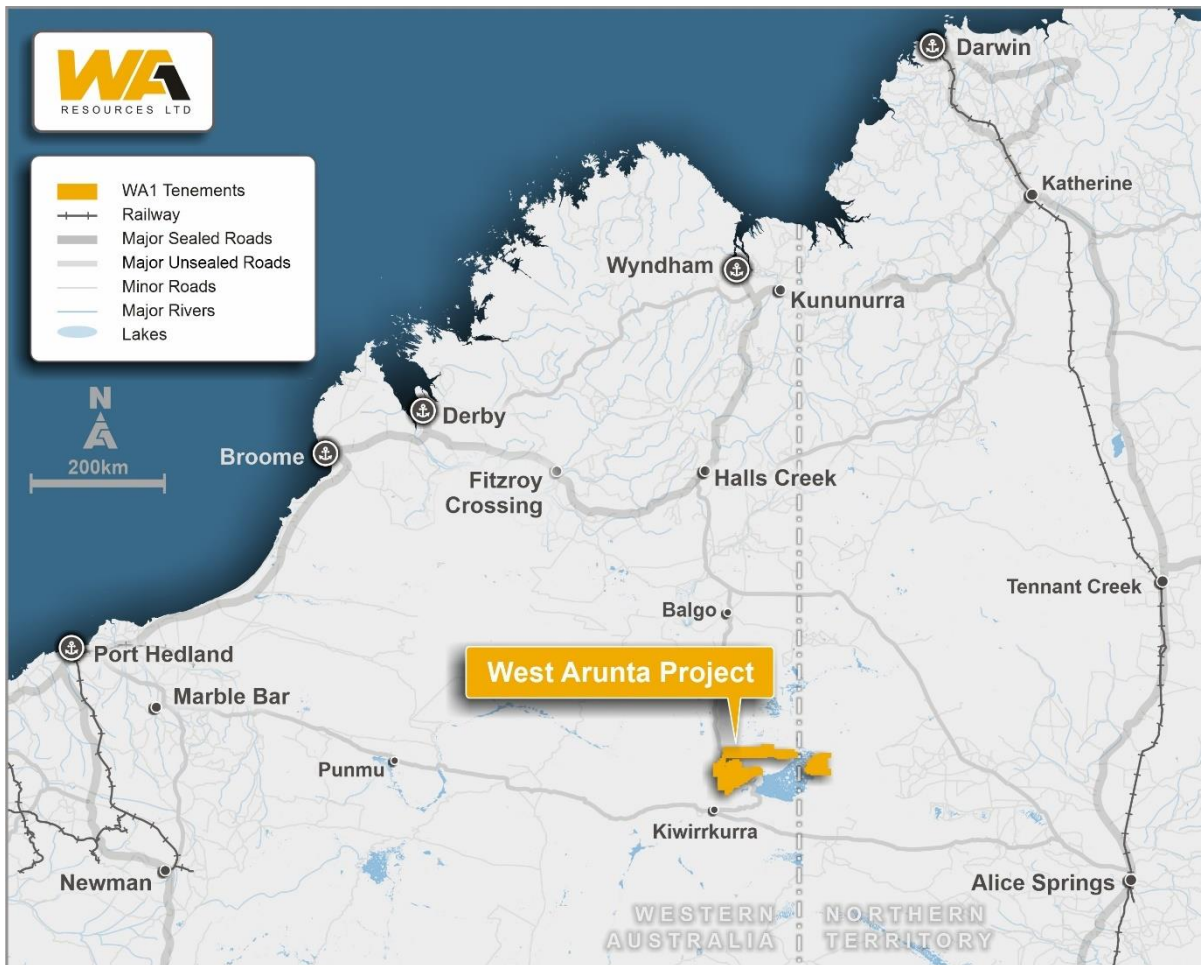 WA1
RESOURCES LTD
WA1 Tenements
Railway
Major Sealed Roads
Major Unsealed Roads
Minor Roads
Major Rivers
Lakes
N
200km
Darwin
Katherine
Wyndham
Kununurra
Derby
Broome
Fitzroy
Crossing
Halls Creek
Tennant Creek
Balgo
Port Hedland
West Arunta Project
Marble Bar
Punmu
Kiwirrkurra
Newman
Alice Springs
WESTERN
AUSTRALIA
NORTHERN
TERRITORY